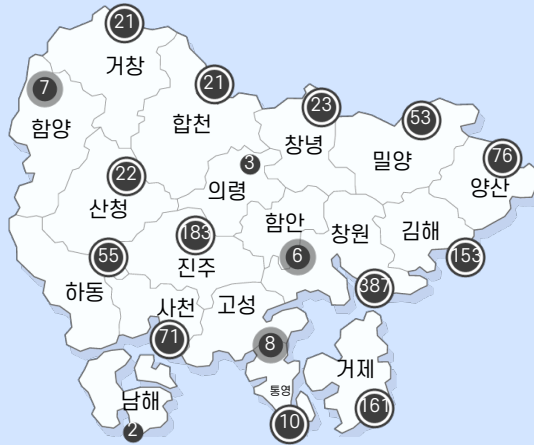 21
거창
7
함양
21
합천
23
창녕
53
밀양
76
양산
3
의령
22
산청
함안
창원
김해
183
진주
6
153
55
하동
387
사천
고성
71
8
거제
통영
161
남해
2
10